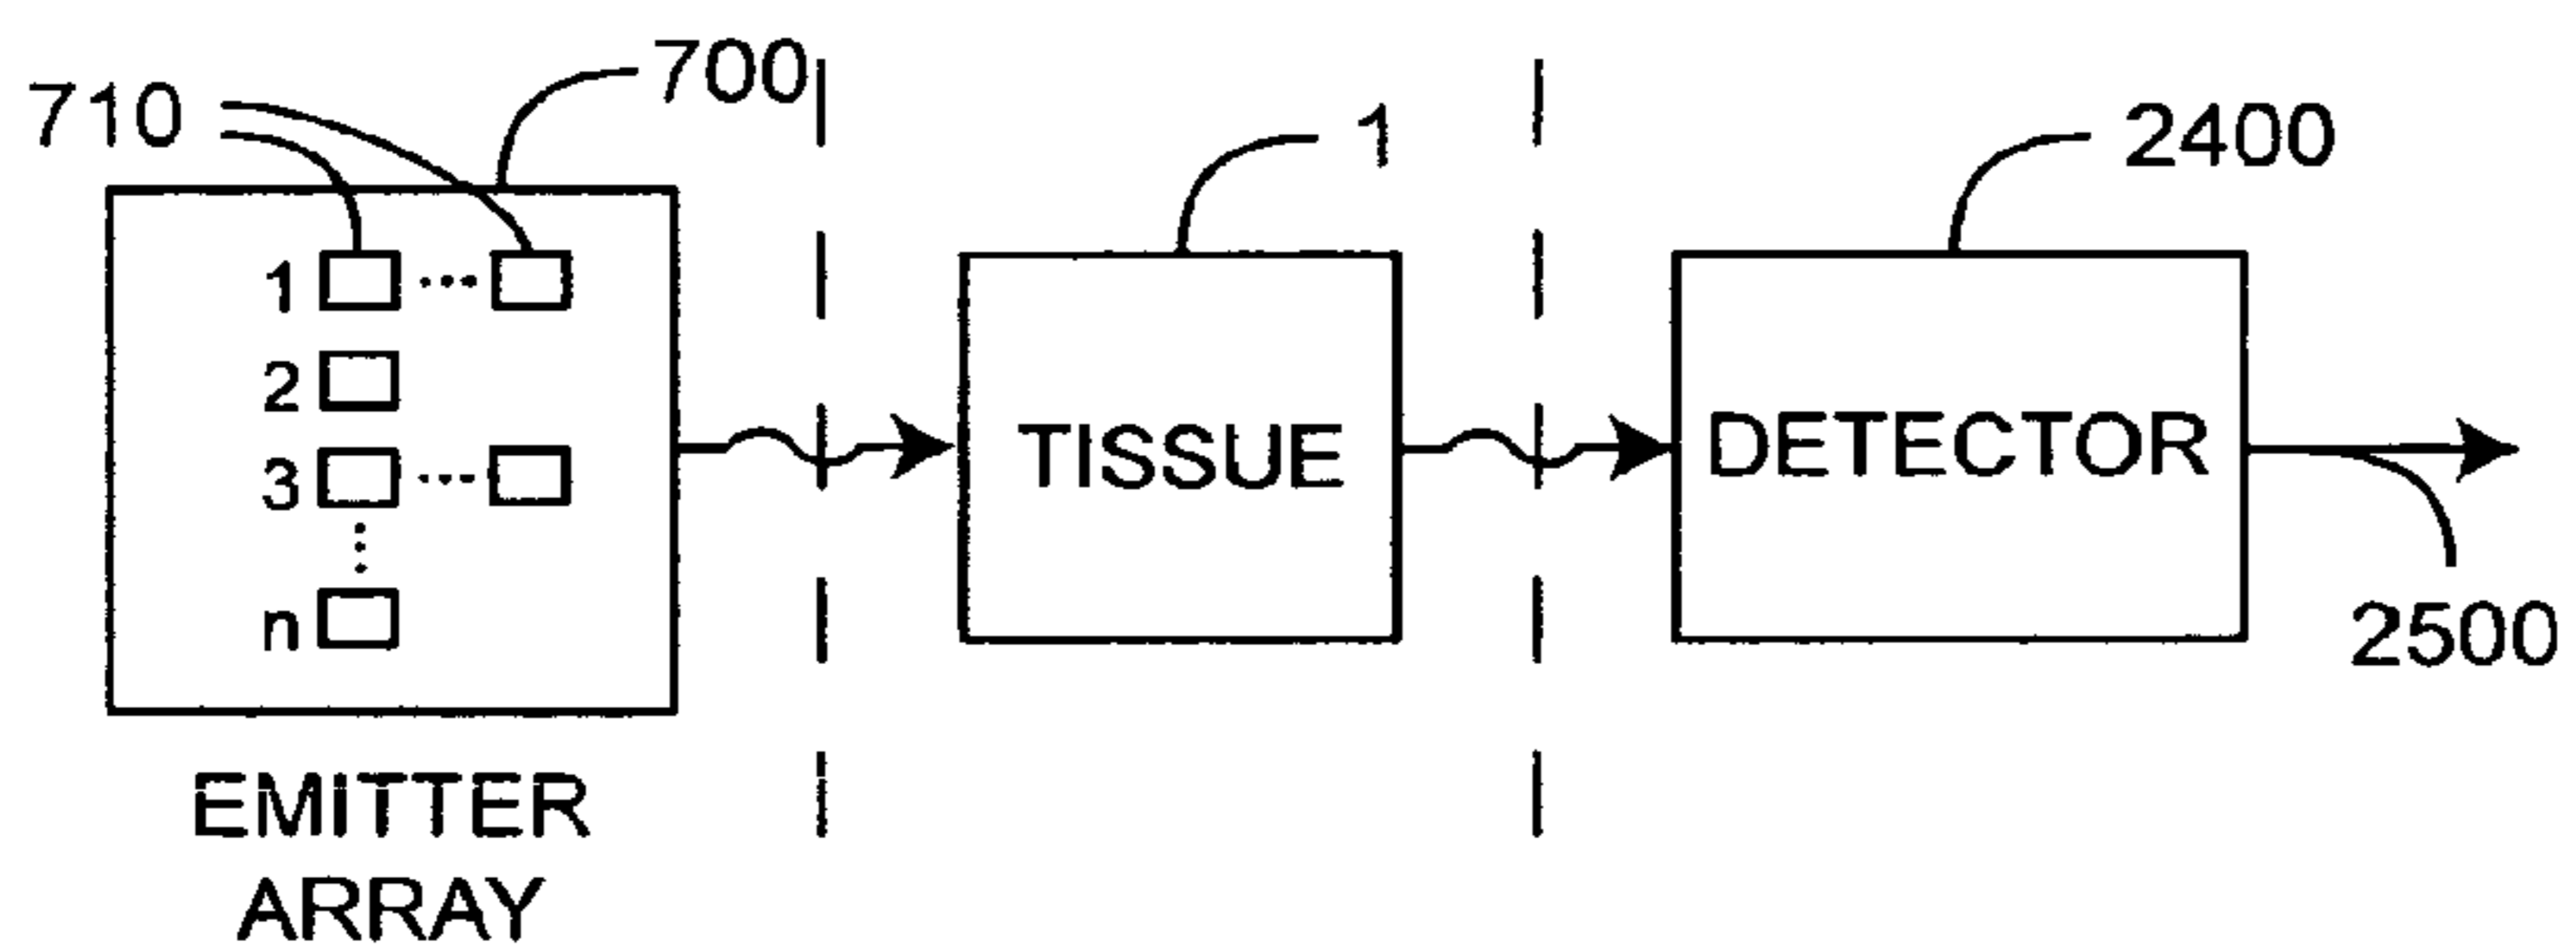 710
700
1
2400
1
2
3
n
TISSUE
DETECTOR
2500
EMITTER
ARRAY